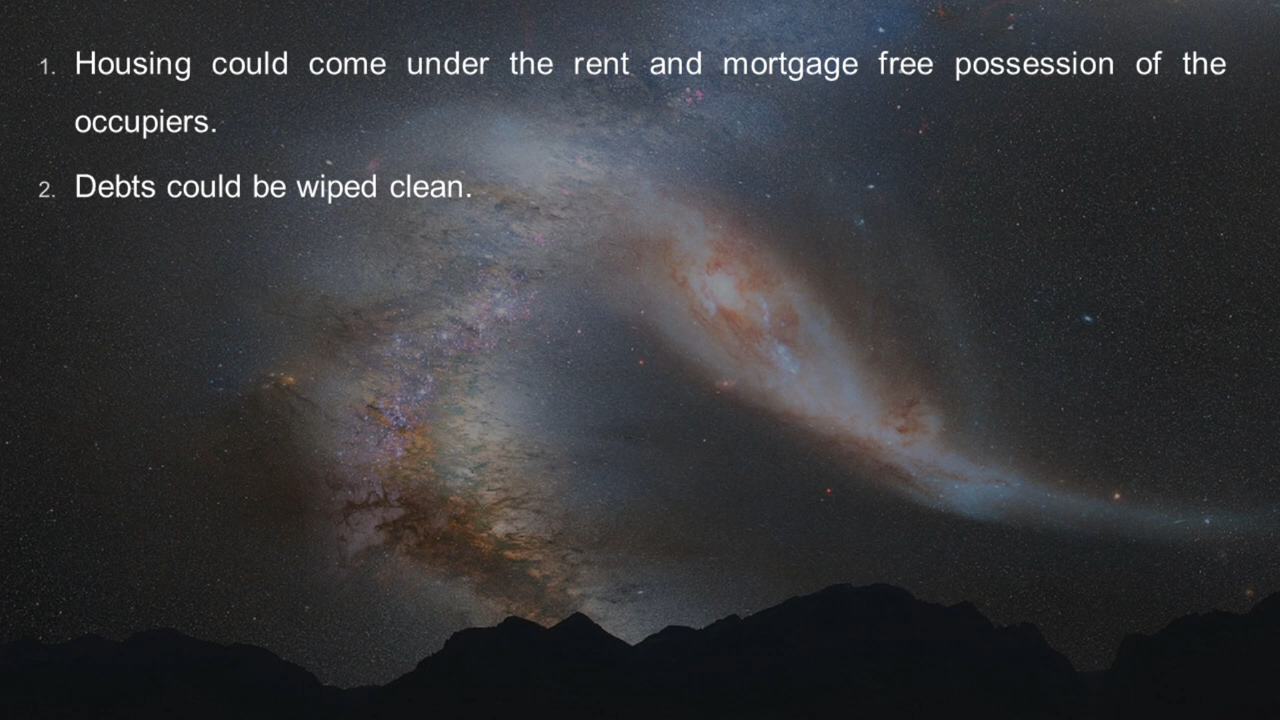 1. Housing could come under the rent and mortgage free possession of the
occupiers.
2. Debts could be wiped clean.